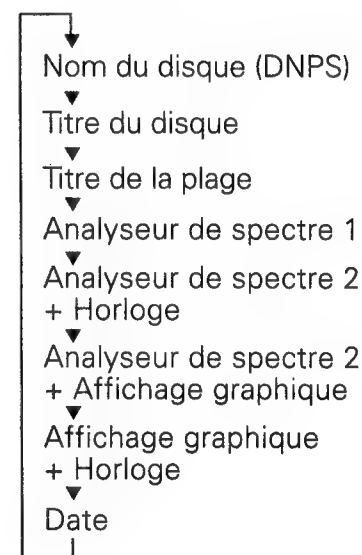 Nom du disque (DNPS)
Titre du disque
Titre de la plage
Analyseur de spectre 1
Analyseur de spectre 2
+ Horloge
Analyseur de spectre 2
+ Affichage graphique
Affichage graphique
+ Horloge
Date